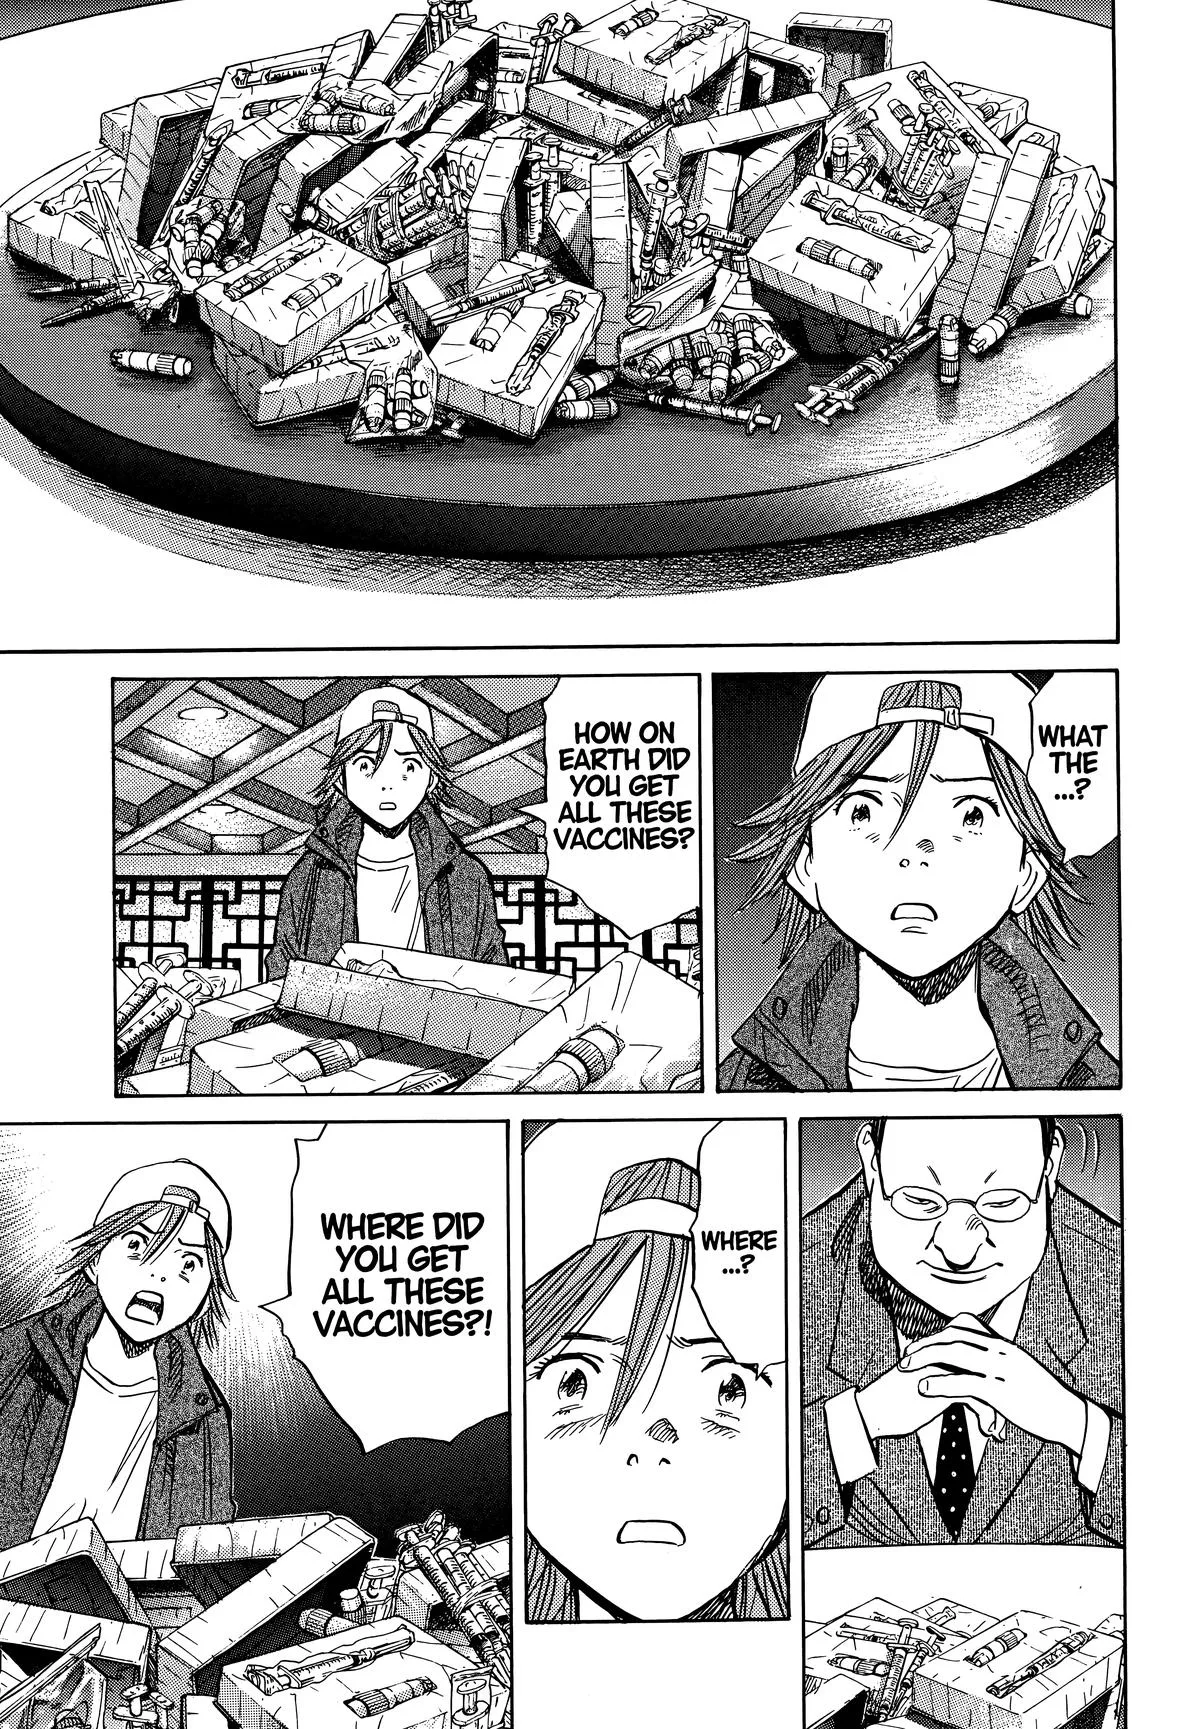 WHAT
THE
...?
HOW ON
EARTH DID
YOU GET
ALL THESE
VACCINES?
WHERE
...?
WHERE DID
YOU GET
ALL THESE
VACCINES?!